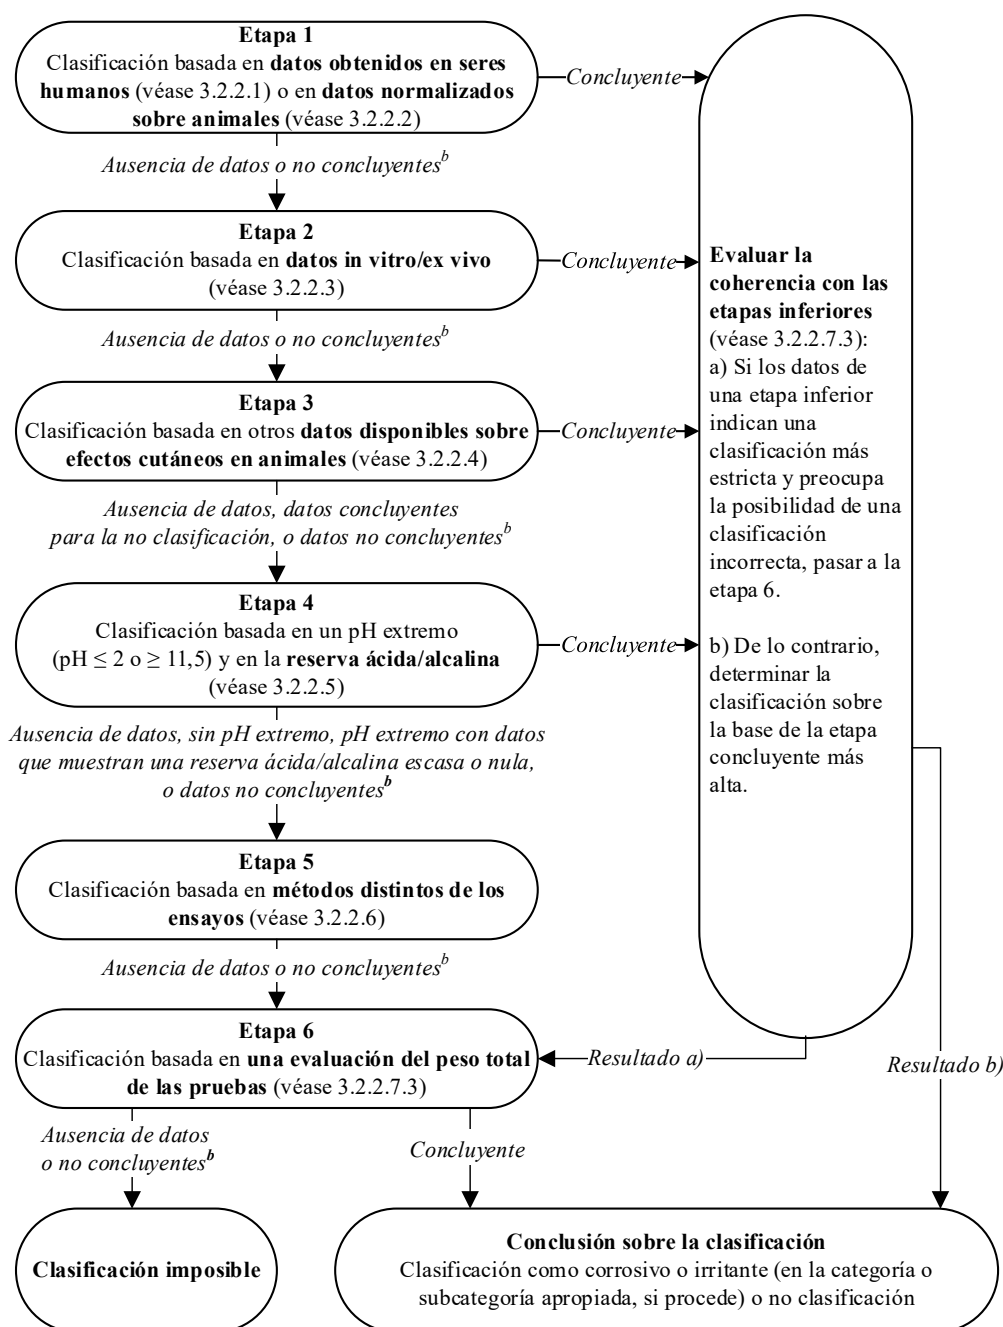 Etapa 1
Clasificación basada en datos obtenidos en seres
humanos (véase 3.2.2.1) o en datos normalizados
sobre animales (véase 3.2.2.2)
Concluyente
Ausencia de datos o no concluyentes^b
Etapa 2
Clasificación basada en datos in vitro/ex vivo
(véase 3.2.2.3)
Concluyente
Ausencia de datos o no concluyentes^b
Etapa 3
Clasificación basada en otros datos disponibles sobre
efectos cutáneos en animales (véase 3.2.2.4)
Concluyente
Ausencia de datos, datos concluyentes
para la no clasificación, o datos no concluyentes^b
Etapa 4
Clasificación basada en un pH extremo
(pH ≤ 2 o ≥ 11,5) y en la reserva ácida/alcalina
(véase 3.2.2.5)
Concluyente
Ausencia de datos, sin pH extremo, pH extremo con datos
que muestran una reserva ácida/alcalina escasa o nula,
o datos no concluyentes^b
Etapa 5
Clasificación basada en métodos distintos de los
ensayos (véase 3.2.2.6)
Ausencia de datos o no concluyentes^b
Etapa 6
Clasificación basada en una evaluación del peso total
de las pruebas (véase 3.2.2.7.3)
Evaluar la
coherencia con las
etapas inferiores
(véase 3.2.2.7.3):
a) Si los datos de
una etapa inferior
indican una
clasificación más
estricta y preocupa
la posibilidad de una
clasificación
incorrecta, pasar a la
etapa 6.
b) De lo contrario,
determinar la
clasificación sobre
la base de la etapa
concluyente más
alta.
Resultado a)
Resultado b)
Ausencia de datos
o no concluyentes^b
Concluyente
Clasificación imposible
Conclusión sobre la clasificación
Clasificación como corrosivo o irritante (en la categoría o
subcategoría apropiada, si procede) o no clasificación